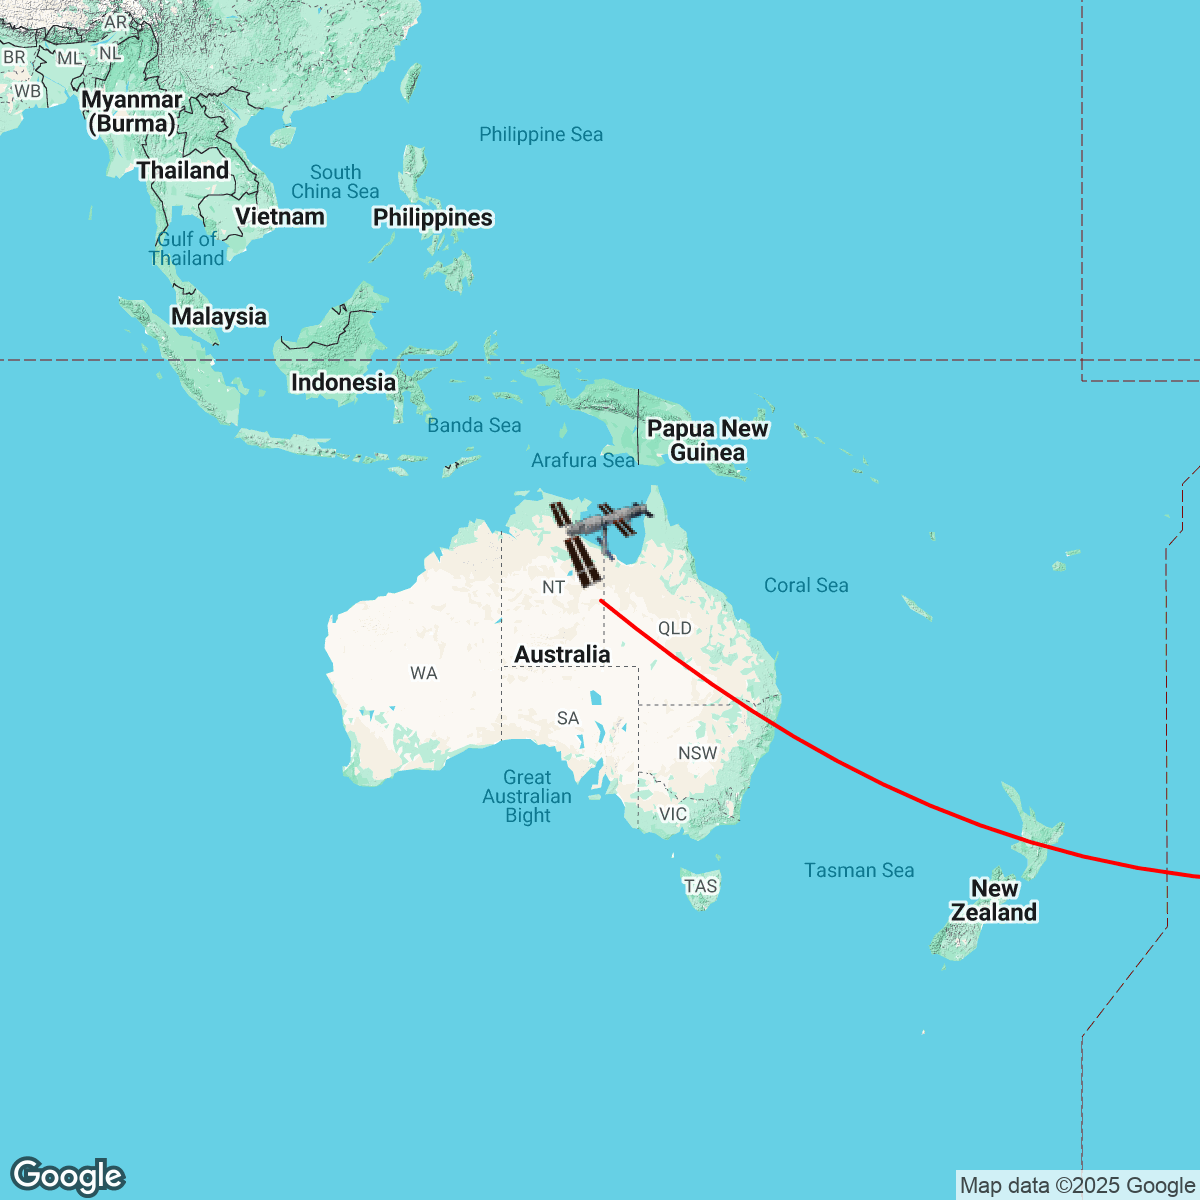 AR
BR
ML
NL
WB
Myanmar
(Burma)
Philippine Sea
Thailand
South
China Sea
Vietnam
Philippines
Gulf of
Thailand
Malaysia
Indonesia
Banda Sea
Papua New
Guinea
Arafura Sea
NT
Coral Sea
QLD
Australia
WA
SA
NSW
Great
Australian
Bight
VIC
Tasman Sea
TAS
New
Zealand
Google
Map data ©2025 Google